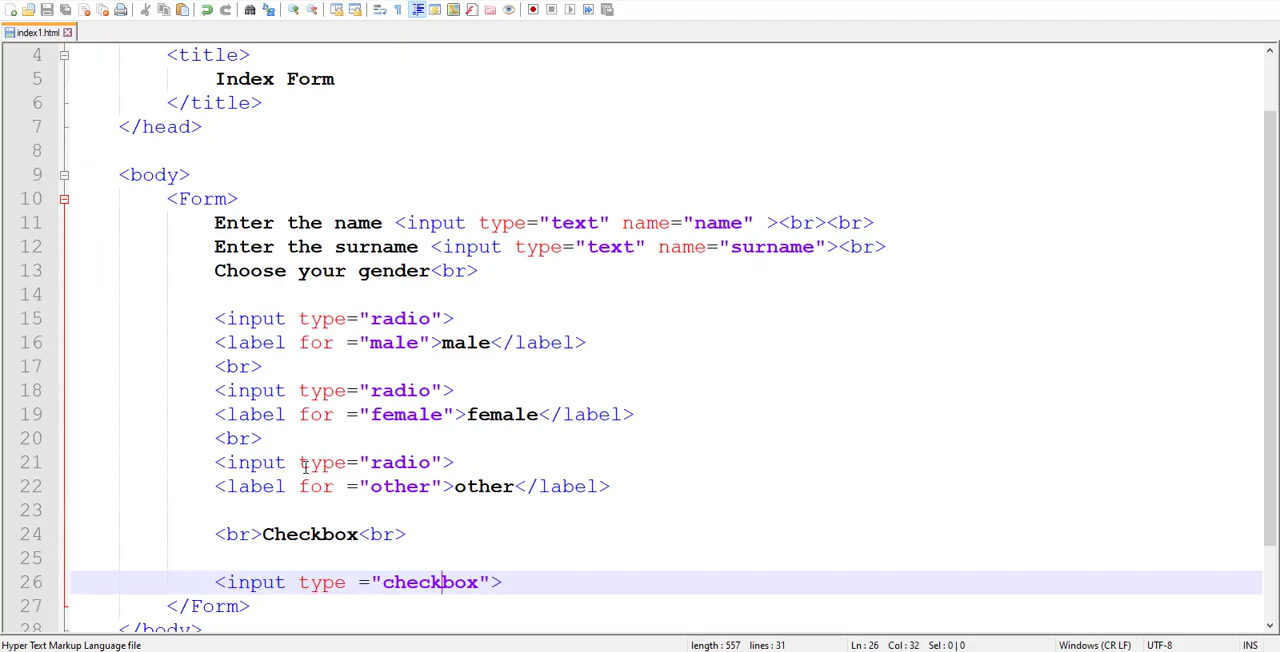 index1.html
4 <title>
5 Index Form
6 </title>
7 </head>
8
9 <body>
10 <Form>
11 Enter the name <input type="text" name="name" ><br><br>
12 Enter the surname <input type="text" name="surname"><br>
13 Choose your gender<br>
14
15 <input type="radio">
16 <label for ="male">male</label>
17 <br>
18 <input type="radio">
19 <label for ="female">female</label>
20 <br>
21 <input type="radio">
22 <label for ="other">other</label>
23
24 <br>Checkbox<br>
25
26 <input type ="checkbox">
27 </Form>
28 </body>
Hyper Text Markup Language file length : 557 lines : 31 Ln : 26 Col : 32 Sel : 0 | 0 Windows (CR LF) UTF-8 INS